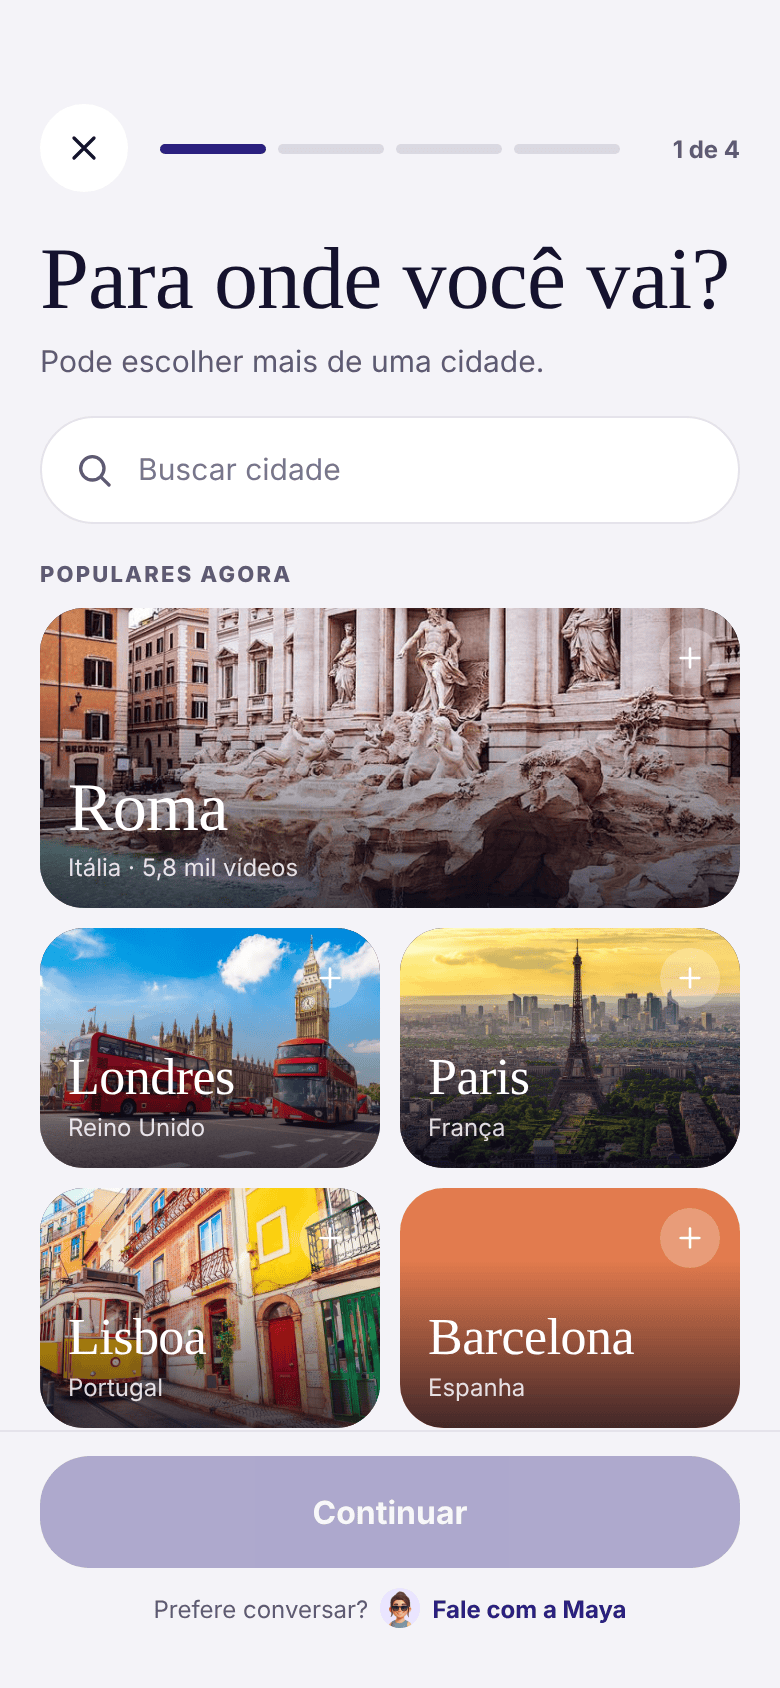 1 de 4
Para onde você vai?
Pode escolher mais de uma cidade.
Buscar cidade
POPULARES AGORA
SEGATORI
Roma
Itália · 5,8 mil vídeos
Londres
Reino Unido
Paris
França
Lisboa
Portugal
Barcelona
Espanha
Continuar
Prefere conversar? Fale com a Maya